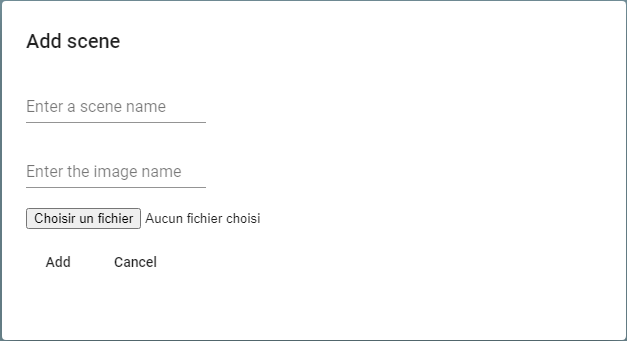 Add scene
Enter a scene name
Enter the image name
Choisir un fichier Aucun fichier choisi
Add Cancel